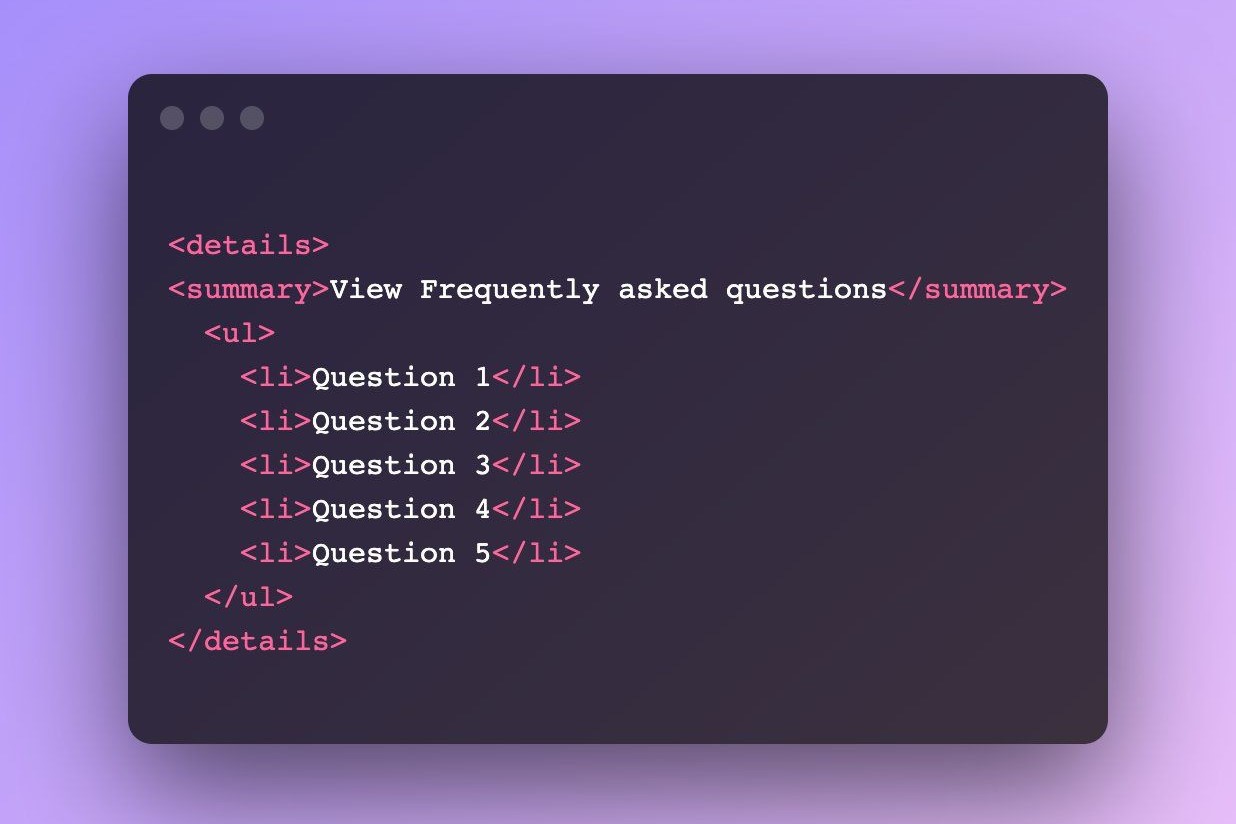 <details>
<summary>View Frequently asked questions</summary>
  <ul>
    <li>Question 1</li>
    <li>Question 2</li>
    <li>Question 3</li>
    <li>Question 4</li>
    <li>Question 5</li>
  </ul>
</details>